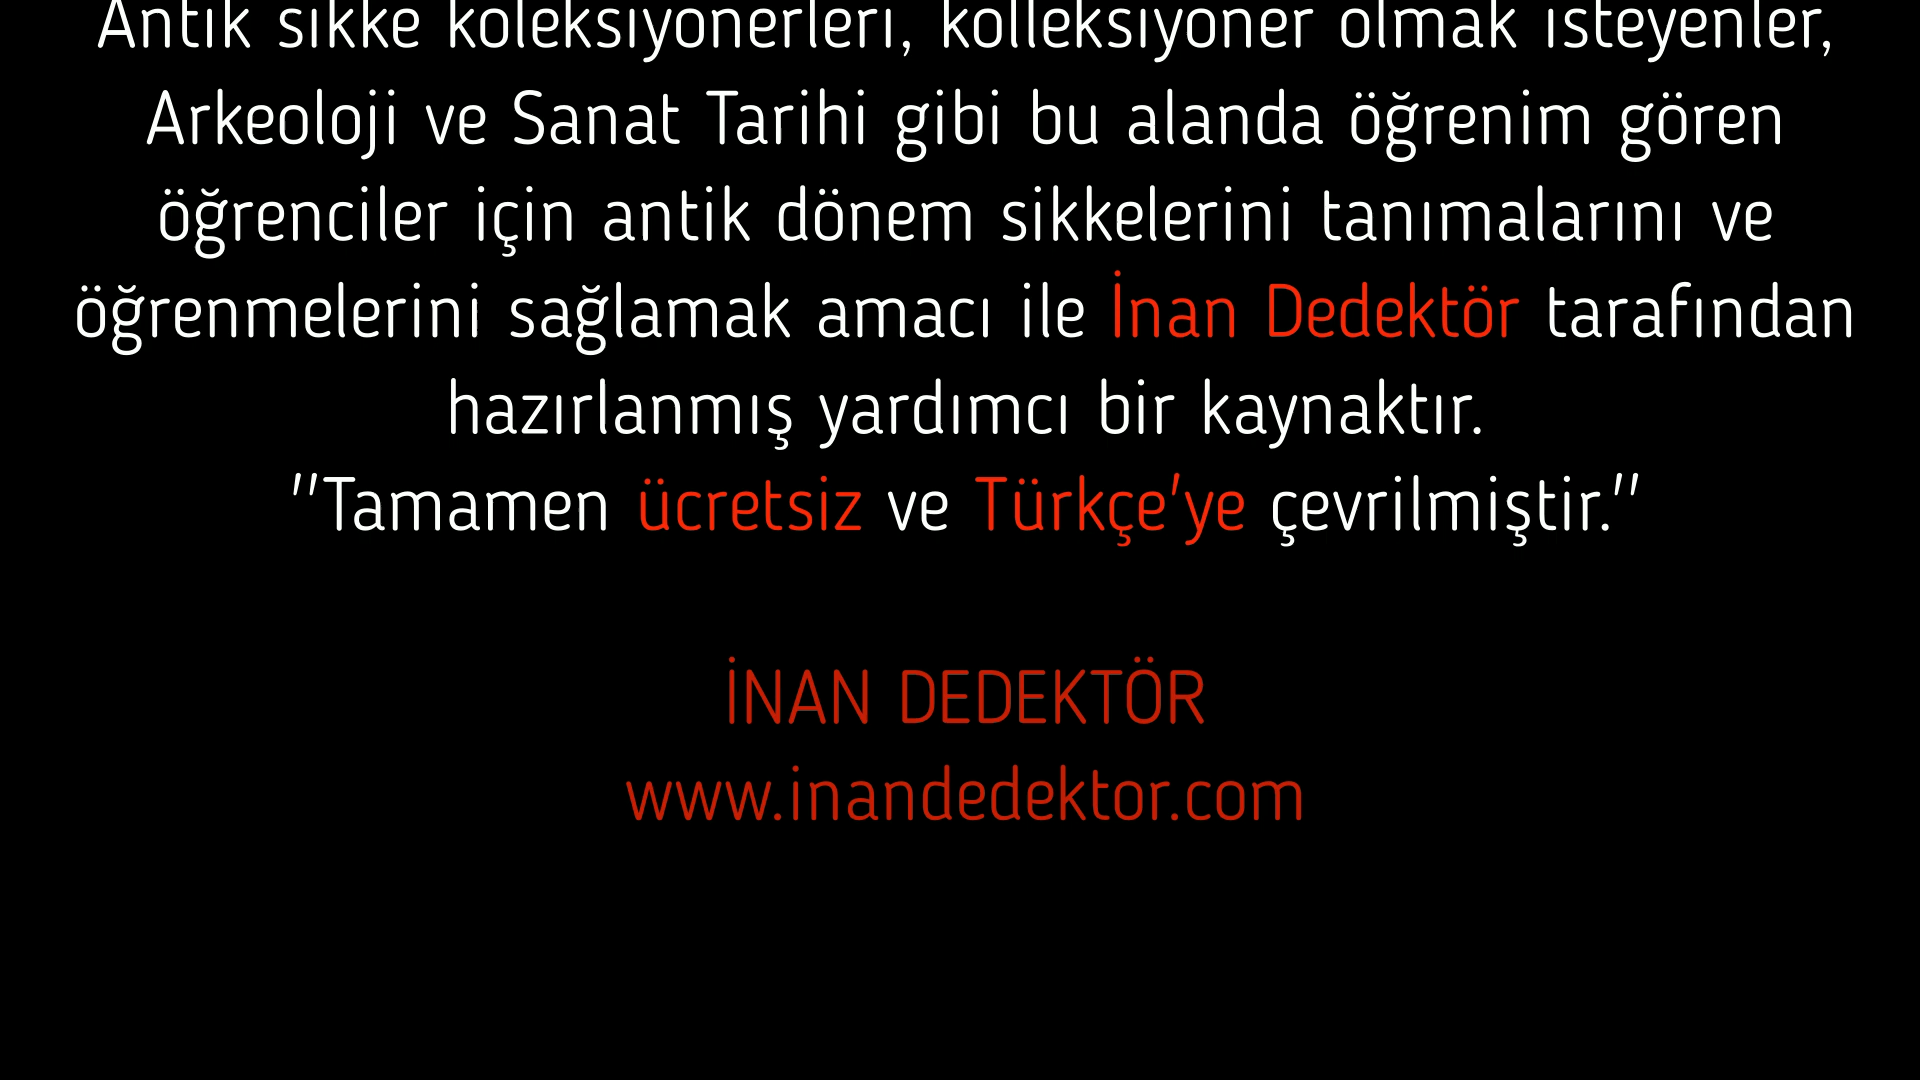 Antik sikke koleksiyonerleri, kolleksiyoner olmak isteyenler,
Arkeoloji ve Sanat Tarihi gibi bu alanda öğrenim gören
öğrenciler için antik dönem sikkelerini tanımalarını ve
öğrenmelerini sağlamak amacı ile İnan Dedektör tarafından
hazırlanmış yardımcı bir kaynaktır.
"Tamamen ücretsiz ve Türkçe'ye çevrilmiştir."
İNAN DEDEKTÖR
www.inandedektor.com